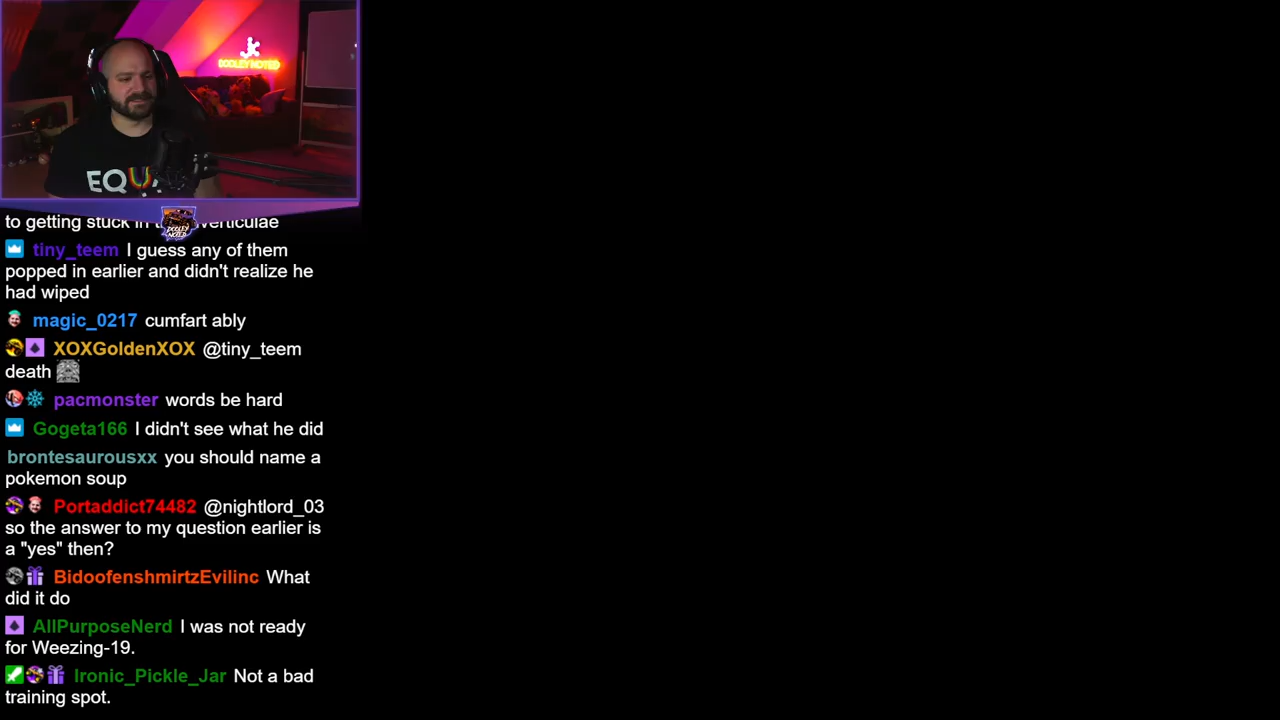 DOOLEY NOTED
EQUA
DOOLEY
NOTED
to getting stuck in
verticulae
tiny_teem I guess any of them
popped in earlier and didn't realize he
had wiped
magic_0217 cumfart ably
XOXGoldenXOX @tiny_teem
death
pacmonster words be hard
Gogeta166 I didn't see what he did
brontesaurousxx you should name a
pokemon soup
Portaddict74482 @nightlord_03
so the answer to my question earlier is
a "yes" then?
BidoofenshmirtzEvilinc What
did it do
AllPurposeNerd I was not ready
for Weezing-19.
Ironic_Pickle_Jar Not a bad
training spot.